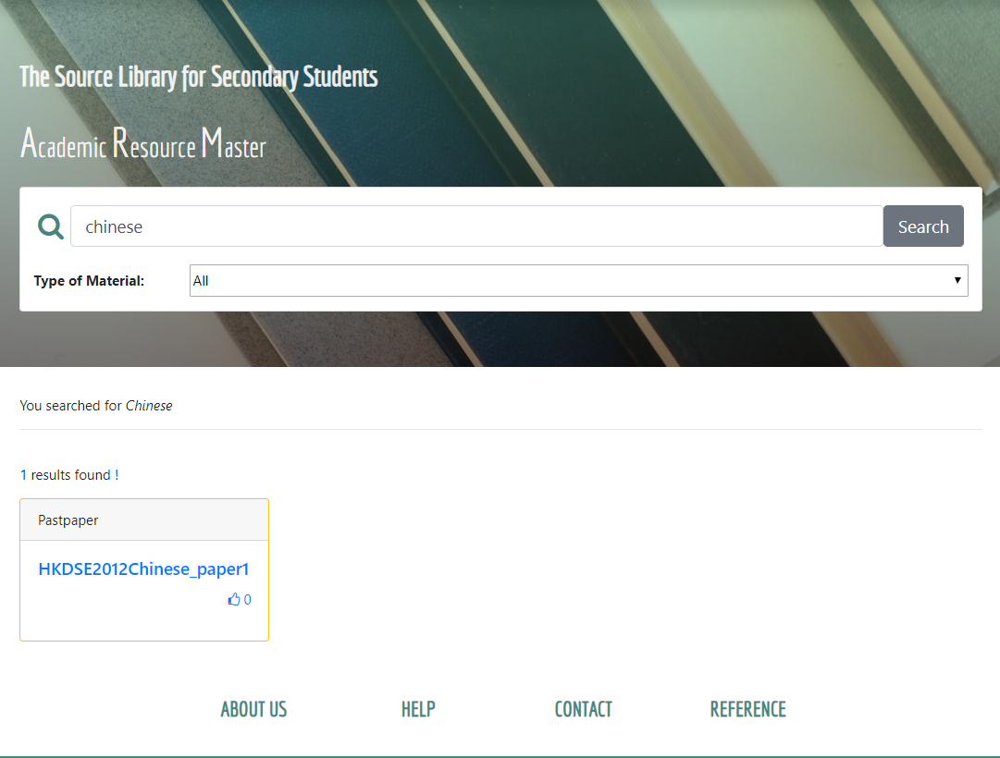 The Source Library for Secondary Students
Academic Resource Master
chinese
Search
Type of Material:
All
You searched for Chinese
1 results found !
Pastpaper
HKDSE2012Chinese_paper1
0
ABOUT US
HELP
CONTACT
REFERENCE